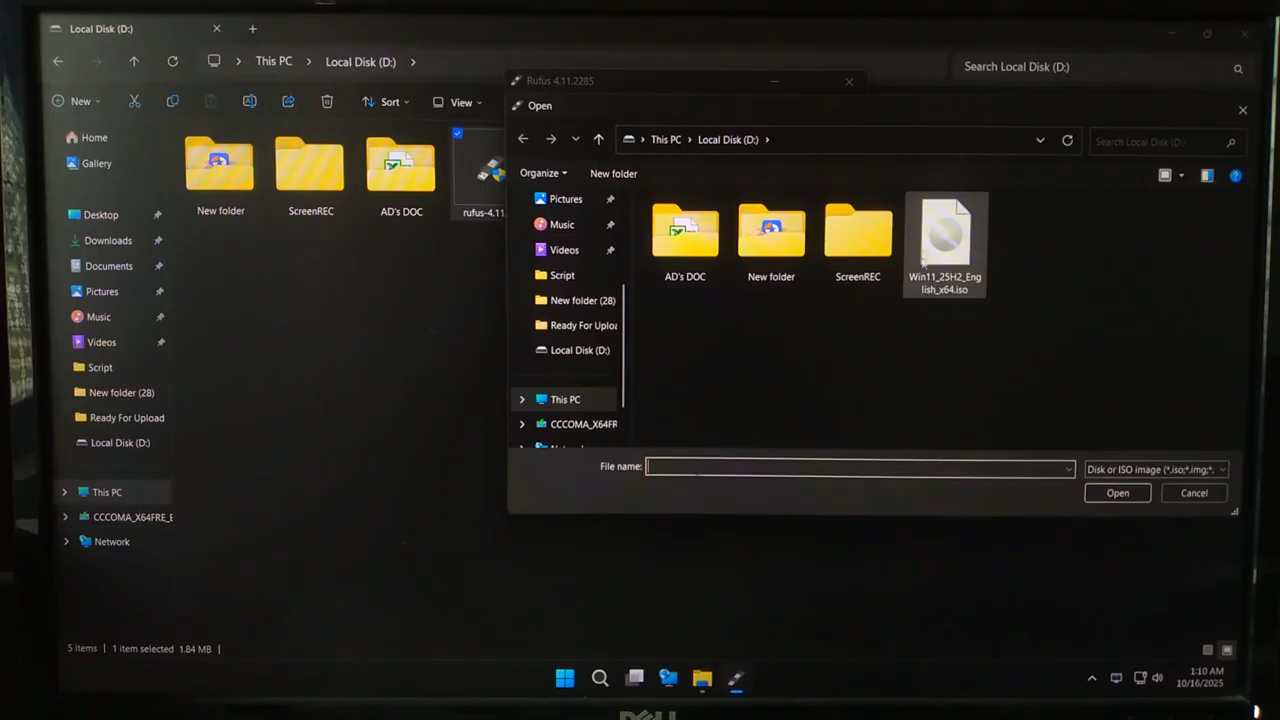 Local Disk (D:)
This PC
Local Disk (D:)
Search Local Disk (D:)
New
Sort
View
Home
Gallery
Desktop
Downloads
Documents
Pictures
Music
Videos
Script
New folder (28)
Ready For Upload
Local Disk (D:)
This PC
CCCOMA_X64FRE_E
Network
New folder
ScreenREC
AD's DOC
rufus-4.11.
5 items
1 item selected 1.84 MB
Rufus 4.11.2285
Open
This PC
Local Disk (D:)
Search Local Disk (D:)
Organize
New folder
Pictures
Music
Videos
Script
New folder (28)
Ready For Uploa
Local Disk (D:)
This PC
CCCOMA_X64FR
AD's DOC
New folder
ScreenREC
Win11_25H2_Eng
lish_x64.iso
File name:
Disk or ISO image (*.iso;*.img;*.
Open
Cancel
1:10 AM
10/16/2025
DELL